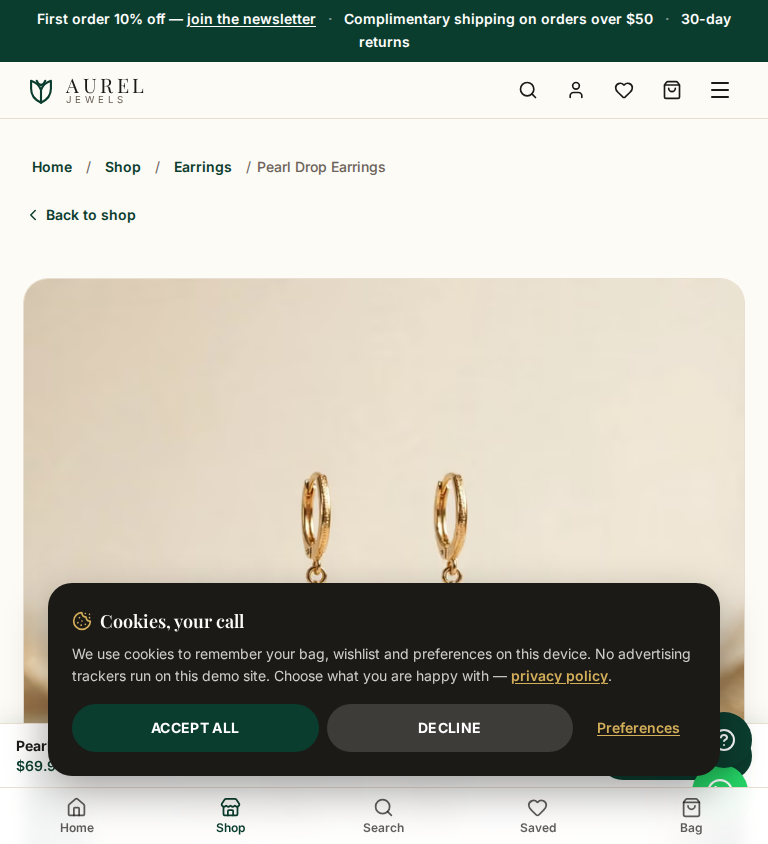 First order 10% off — join the newsletter · Complimentary shipping on orders over $50 · 30-day
returns
AUREL
JEWELS
Home / Shop / Earrings / Pearl Drop Earrings
Back to shop
Cookies, your call
We use cookies to remember your bag, wishlist and preferences on this device. No advertising
trackers run on this demo site. Choose what you are happy with — privacy policy.
ACCEPT ALL DECLINE Preferences
Pearl
$69.9
Home Shop Search Saved Bag